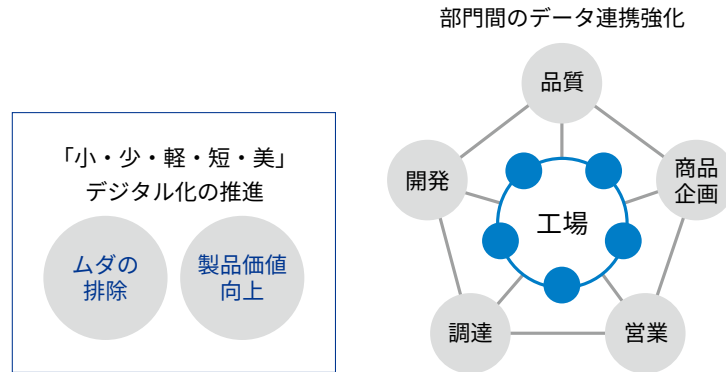 部門間のデータ連携強化
「小・少・軽・短・美」
デジタル化の推進
ムダの
排除
製品価値
向上
品質
開発
商品
企画
工場
調達
営業